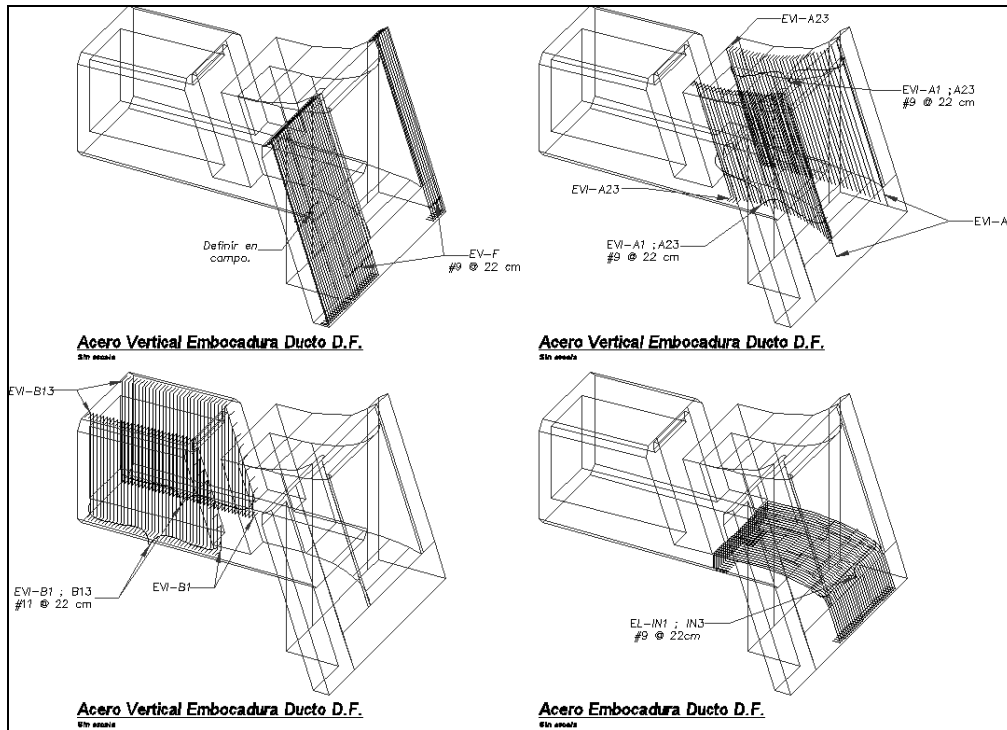 EVI-A23
EVI-A1 ; A23
#9 @ 22 cm
EVI-A23
EVI-A
EVI-A1 ; A23
#9 @ 22 cm
Definir en
campo.
EV-F
#9 @ 22 cm
Acero Vertical Embocadura Ducto D.F.
Sin escala
Acero Vertical Embocadura Ducto D.F.
Sin escala
EVI-B13
EVI-B1 ; B13
#11 @ 22 cm
EVI-B1
EL-IN1 ; IN3
#9 @ 22cm
Acero Vertical Embocadura Ducto D.F.
Sin escala
Acero Embocadura Ducto D.F.
Sin escala